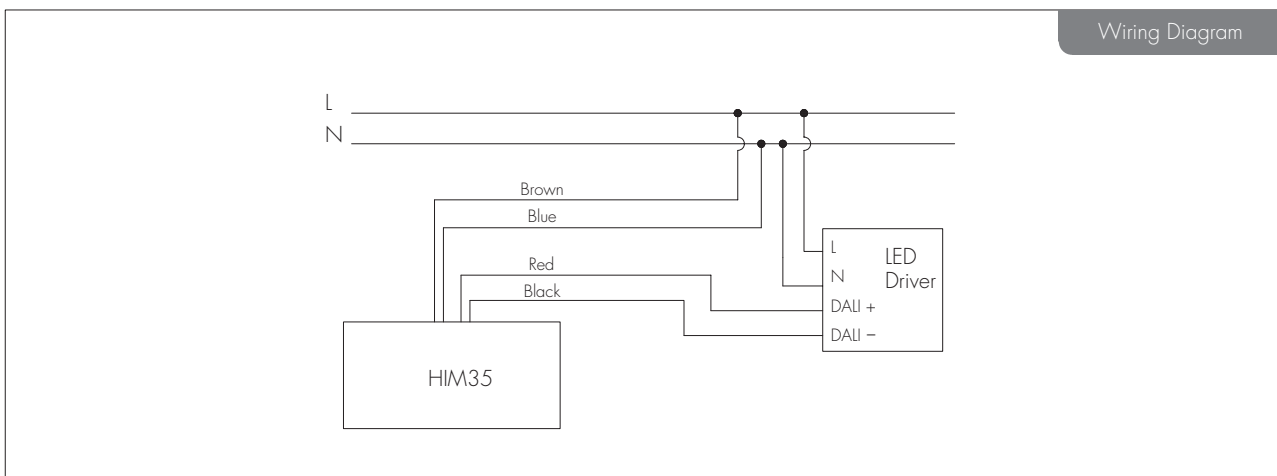 Wiring Diagram
L
N
Brown
Blue
Red
Black
HIM35
L
N
DALI +
DALI −
LED
Driver